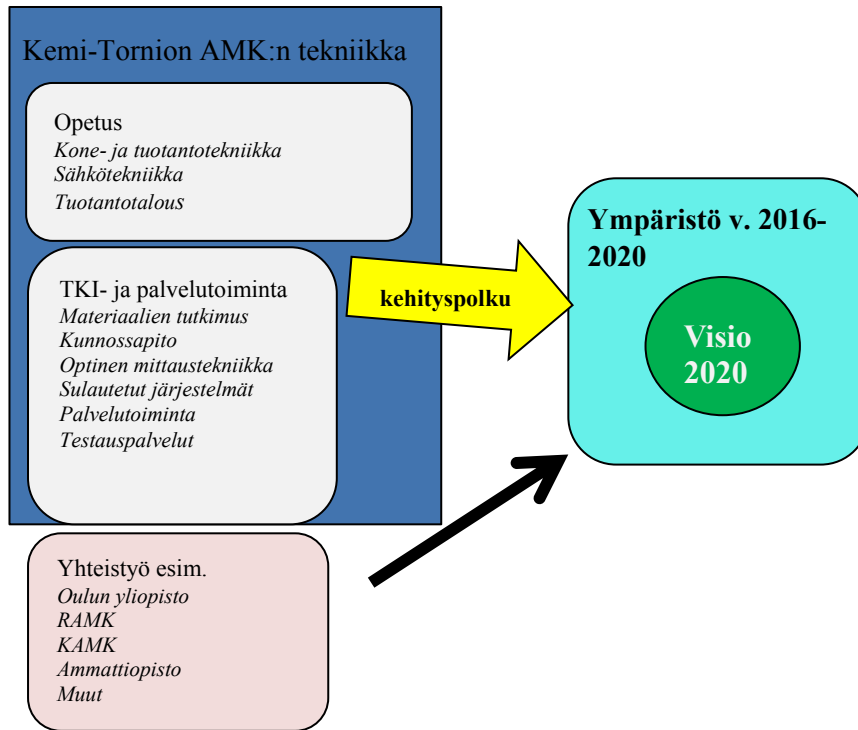 Kemi-Tornion AMK:n tekniikka
Opetus
Kone- ja tuotantotekniikka
Sähkötekniikka
Tuotantotalous
TKI- ja palvelutoiminta
Materiaalien tutkimus
Kunnossapito
Optinen mittaustekniikka
Sulautetut järjestelmät
Palvelutoiminta
Testauspalvelut
Yhteistyö esim.
Oulun yliopisto
RAMK
KAMK
Ammattiopisto
Muut
kehityspolku
Ympäristö v. 2016-
2020
Visio
2020